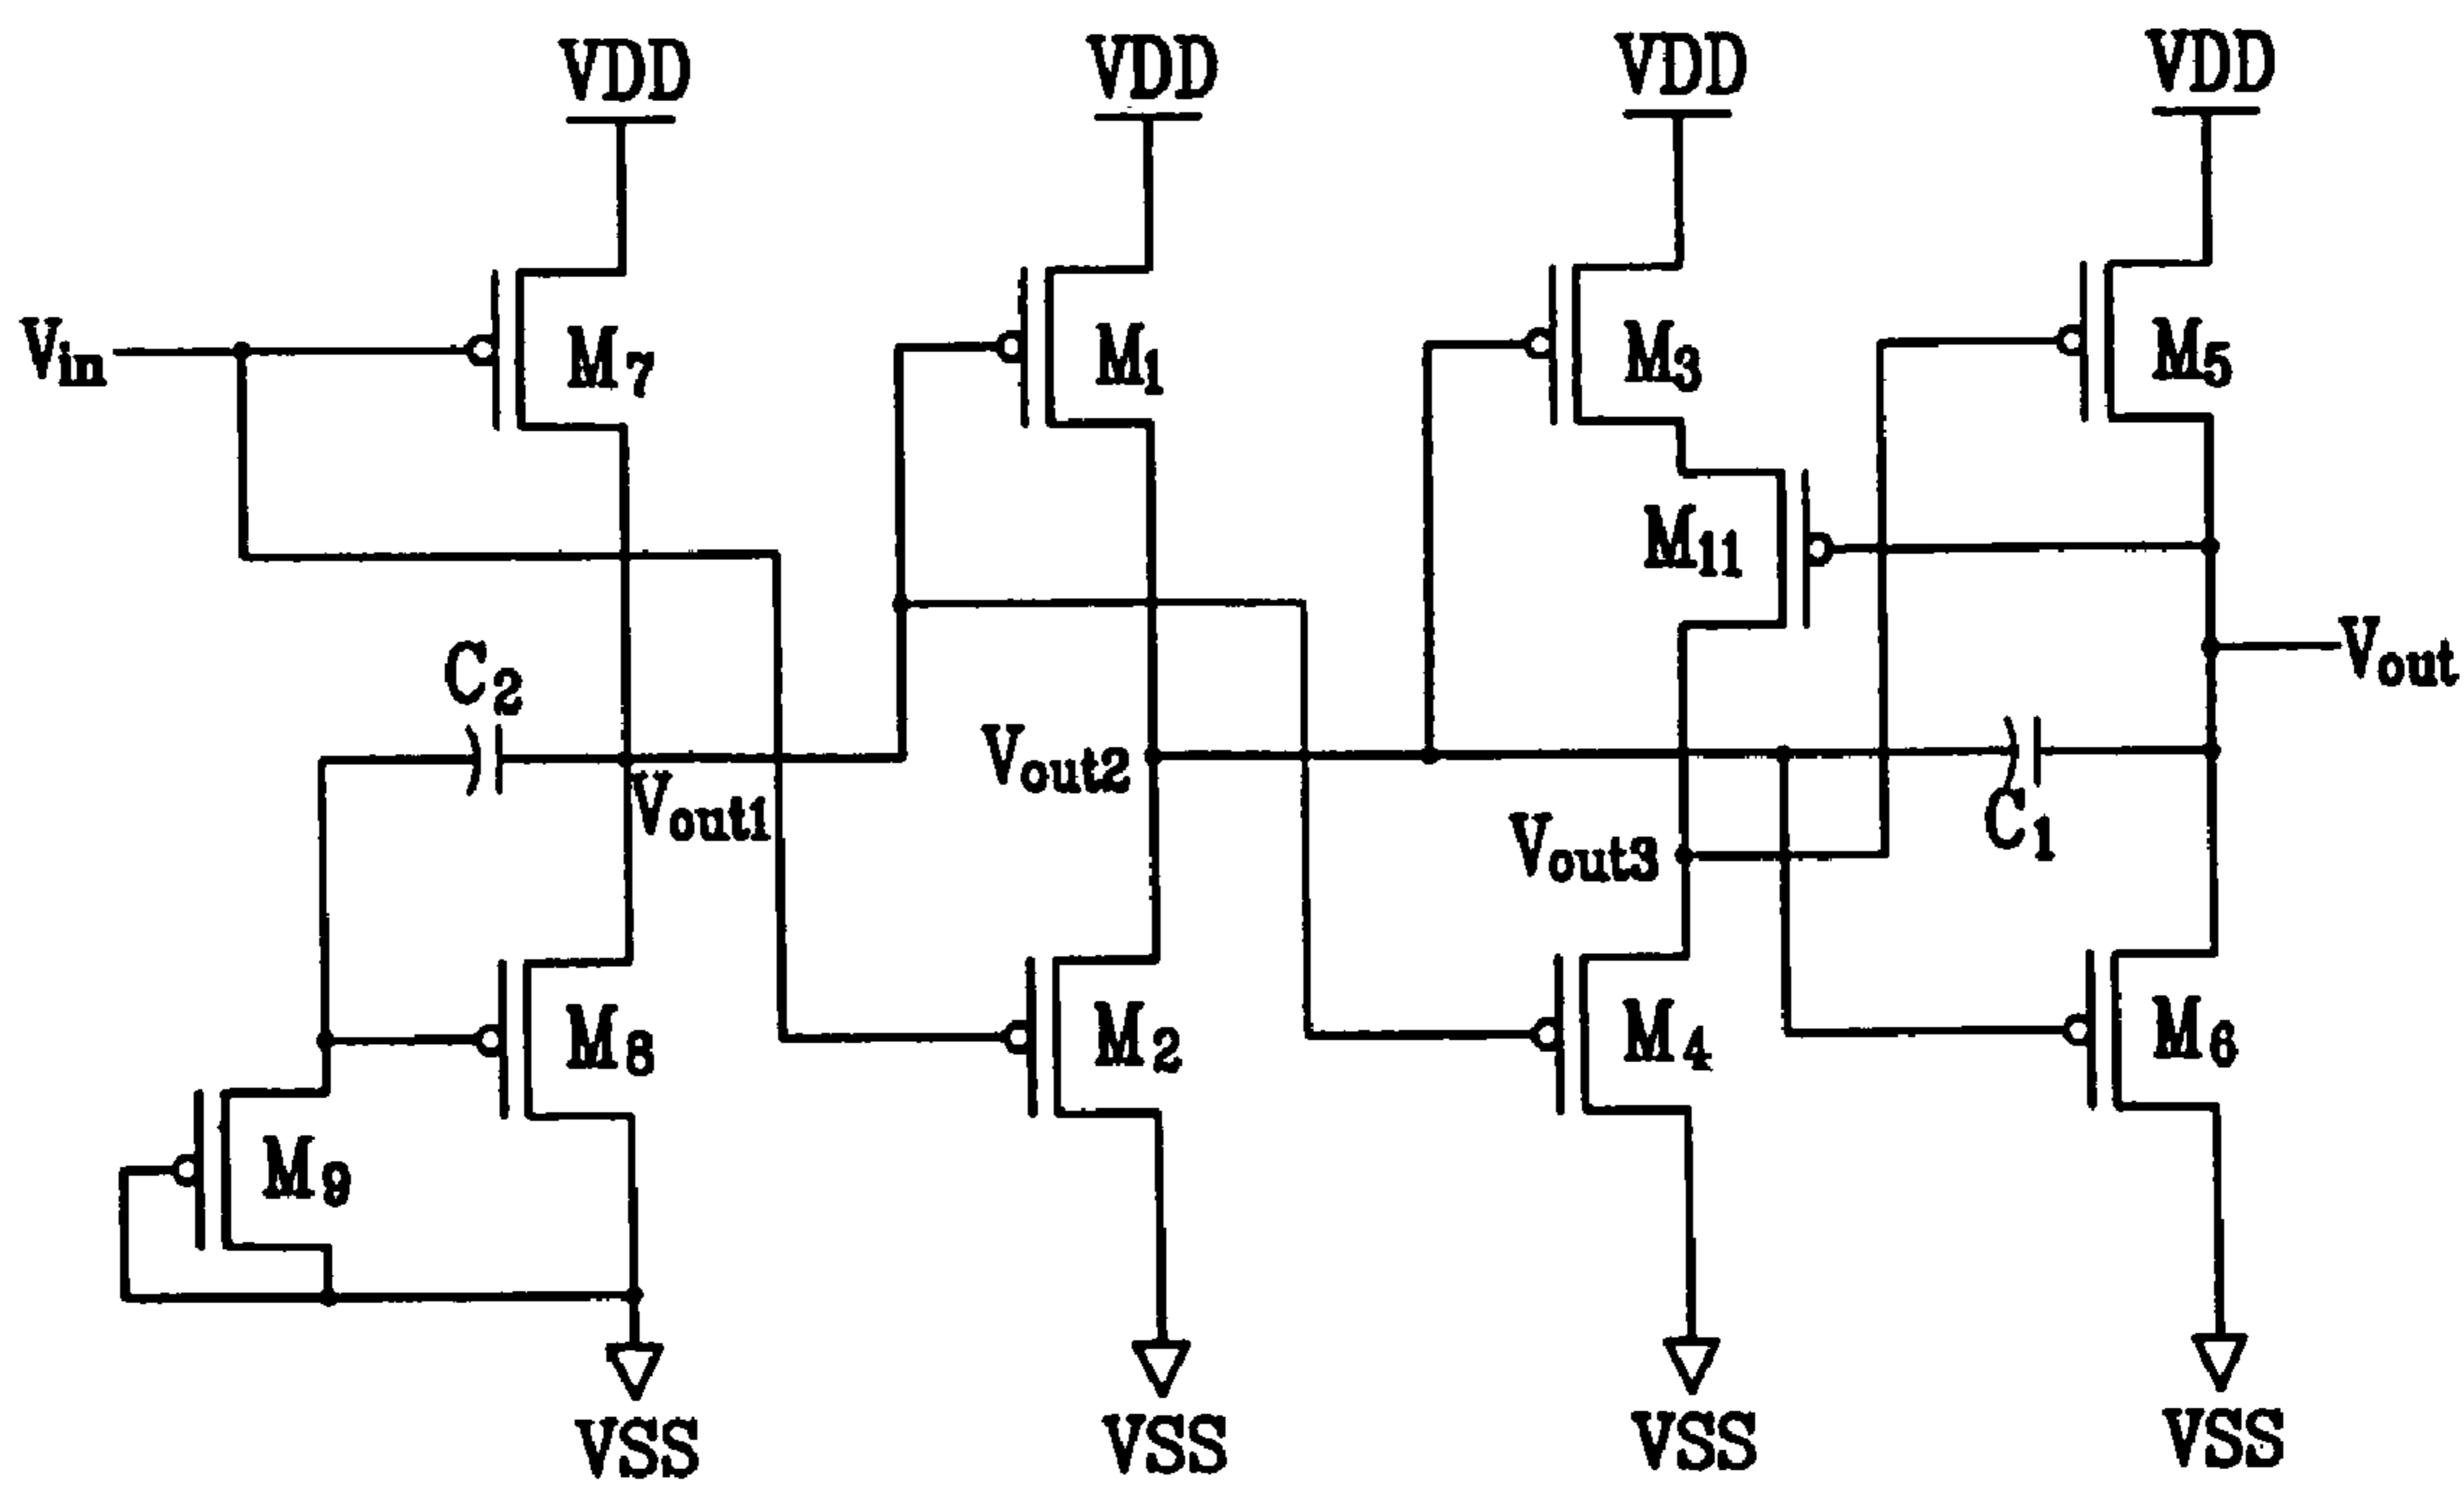 VDD VDD VDD VDD
Vin
M7 M1 M3 M5
M11
C2
Vout
Vout2
Vout1
C1
Vout3
M8 M2 M4 M6
M9
VSS VSS VSS VSS